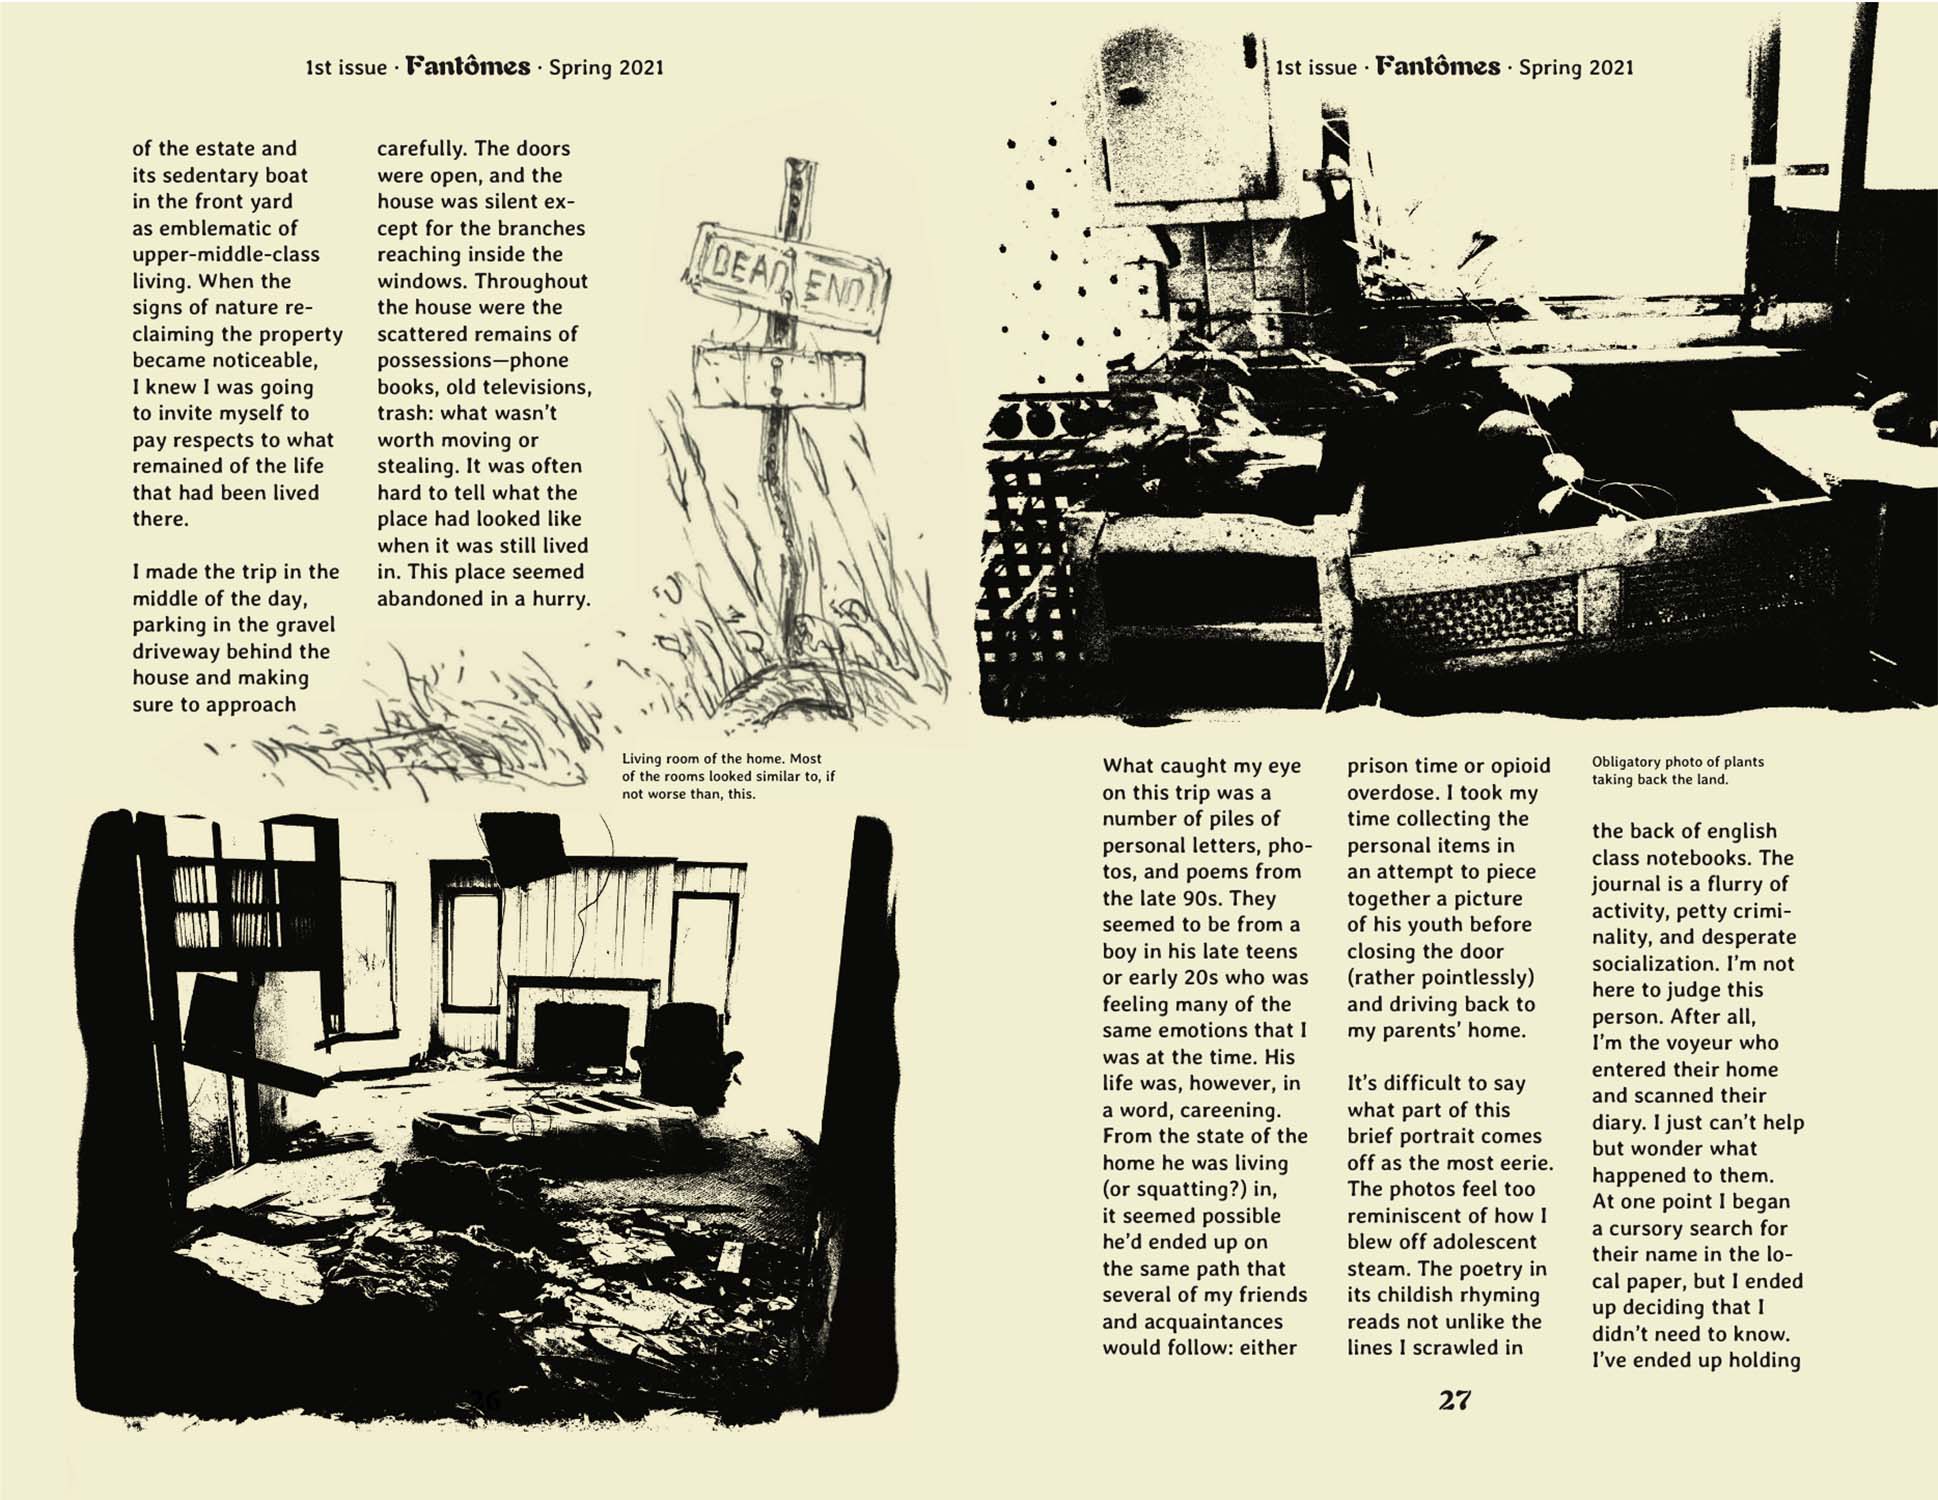 1st issue · Fantômes · Spring 2021
of the estate and
its sedentary boat
in the front yard
as emblematic of
upper-middle-class
living. When the
signs of nature re-
claiming the property
became noticeable,
I knew I was going
to invite myself to
pay respects to what
remained of the life
that had been lived
there.
I made the trip in the
middle of the day,
parking in the gravel
driveway behind the
house and making
sure to approach
carefully. The doors
were open, and the
house was silent ex-
cept for the branches
reaching inside the
windows. Throughout
the house were the
scattered remains of
possessions—phone
books, old televisions,
trash: what wasn't
worth moving or
stealing. It was often
hard to tell what the
place had looked like
when it was still lived
in. This place seemed
abandoned in a hurry.
DEAD END!
Living room of the home. Most
of the rooms looked similar to, if
not worse than, this.
26
1st issue · Fantômes · Spring 2021
What caught my eye
on this trip was a
number of piles of
personal letters, pho-
tos, and poems from
the late 90s. They
seemed to be from a
boy in his late teens
or early 20s who was
feeling many of the
same emotions that I
was at the time. His
life was, however, in
a word, careening.
From the state of the
home he was living
(or squatting?) in,
it seemed possible
he'd ended up on
the same path that
several of my friends
and acquaintances
would follow: either
prison time or opioid
overdose. I took my
time collecting the
personal items in
an attempt to piece
together a picture
of his youth before
closing the door
(rather pointlessly)
and driving back to
my parents' home.
It's difficult to say
what part of this
brief portrait comes
off as the most eerie.
The photos feel too
reminiscent of how I
blew off adolescent
steam. The poetry in
its childish rhyming
reads not unlike the
lines I scrawled in
Obligatory photo of plants
taking back the land.
the back of english
class notebooks. The
journal is a flurry of
activity, petty crimi-
nality, and desperate
socialization. I'm not
here to judge this
person. After all,
I'm the voyeur who
entered their home
and scanned their
diary. I just can't help
but wonder what
happened to them.
At one point I began
a cursory search for
their name in the lo-
cal paper, but I ended
up deciding that I
didn't need to know.
I've ended up holding
27